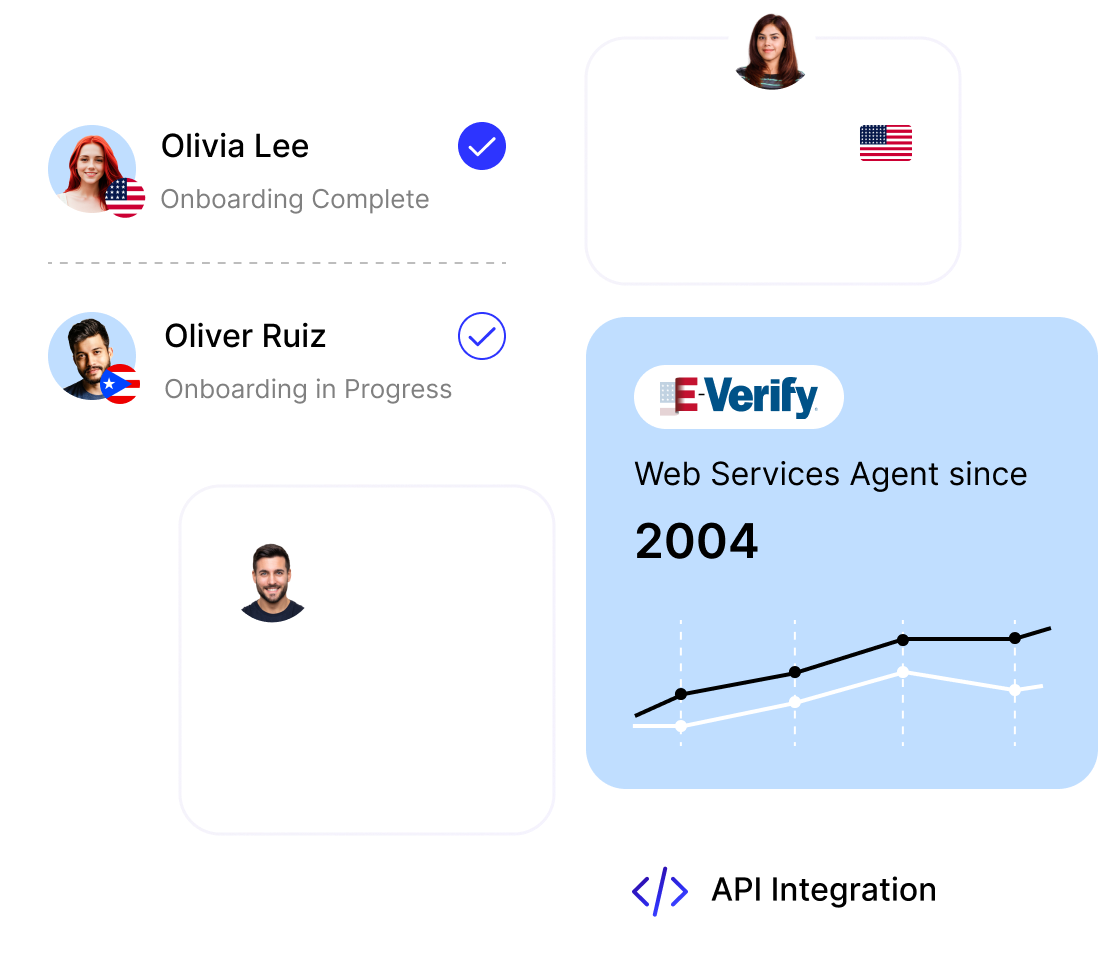 Olivia Lee
Onboarding Complete
Oliver Ruiz
Onboarding in Progress
E-Verify
Web Services Agent since
2004
API Integration